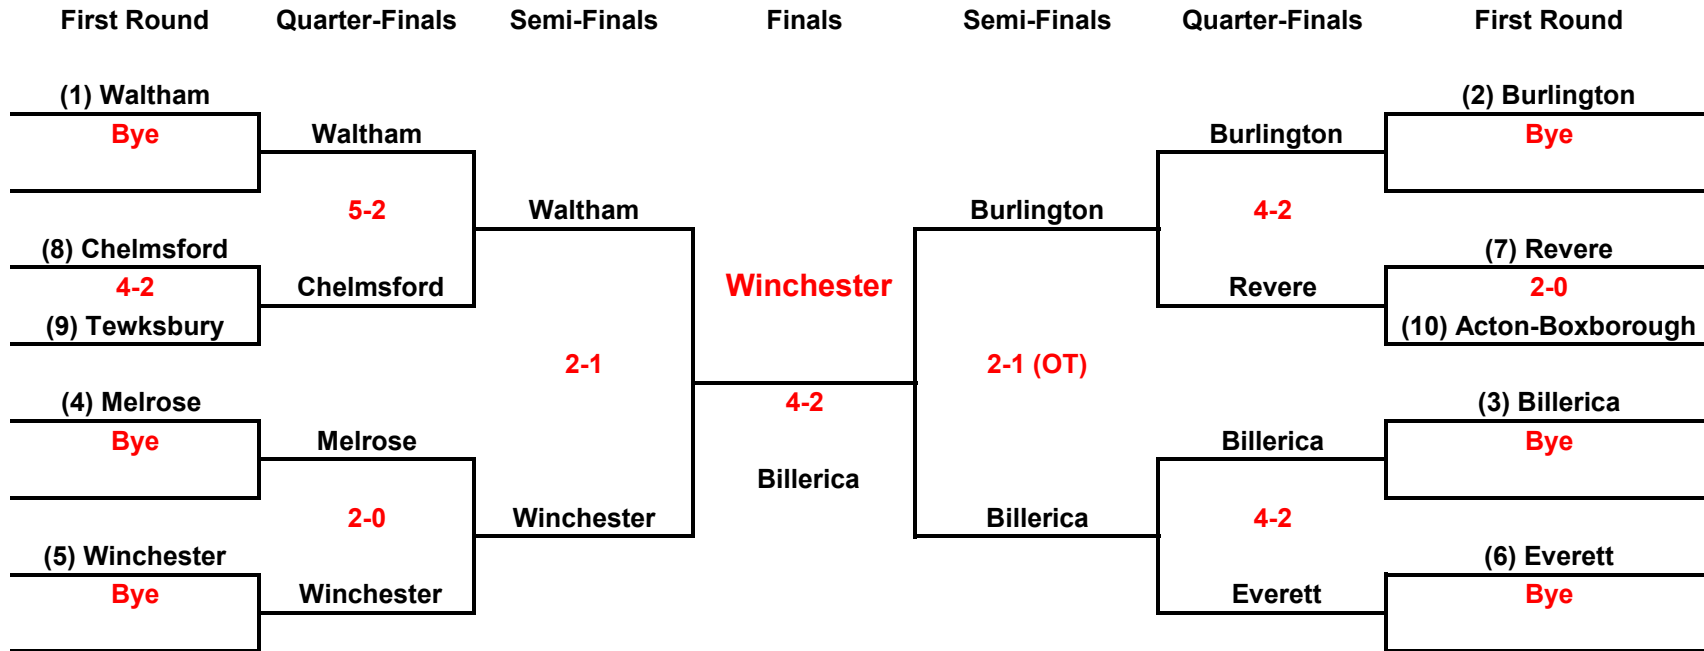 First Round Quarter-Finals Semi-Finals Finals Semi-Finals Quarter-Finals First Round
(1) Waltham (2) Burlington
Bye Waltham Burlington Bye
5-2 Waltham Burlington 4-2
(8) Chelmsford (7) Revere
4-2 Chelmsford Winchester Revere 2-0
(9) Tewksbury (10) Acton-Boxborough
2-1 2-1 (OT)
(4) Melrose 4-2 (3) Billerica
Bye Melrose Billerica Bye
Billerica
2-0 Winchester Billerica 4-2
(5) Winchester (6) Everett
Bye Winchester Everett Bye